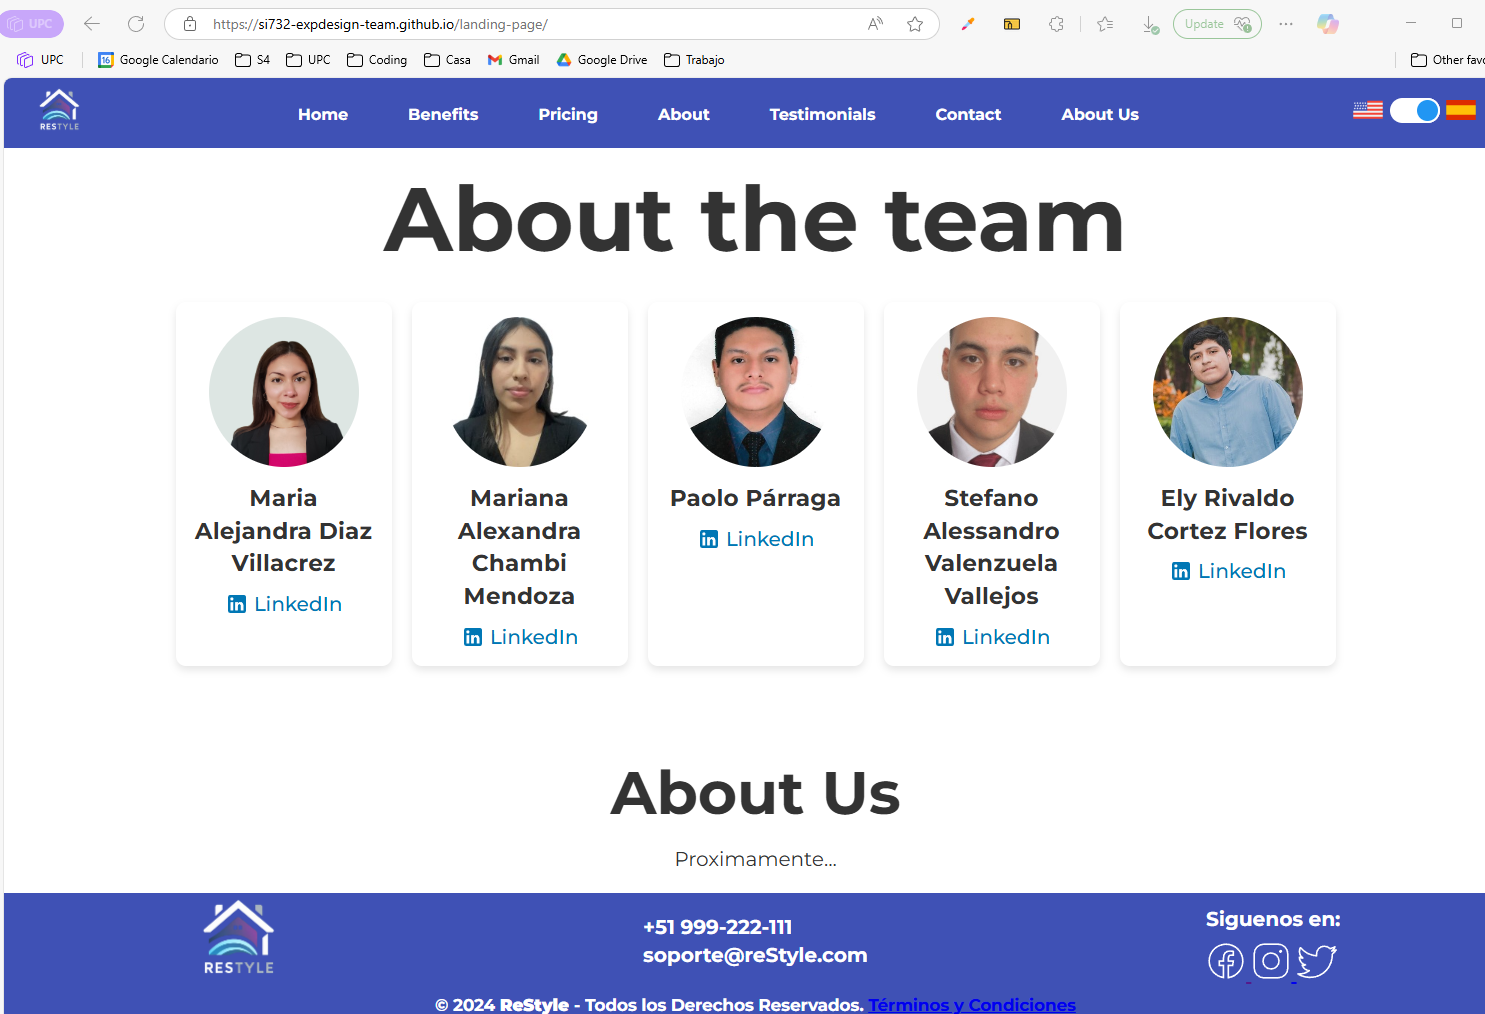 UPC
https://si732-expdesign-team.github.io/landing-page/
Update
UPC
16 Google Calendario
S4
UPC
Coding
Casa
Gmail
Google Drive
Trabajo
Other favo
RESTYLE
Home
Benefits
Pricing
About
Testimonials
Contact
About Us
About the team
Maria
Alejandra Diaz
Villacrez
LinkedIn
Mariana
Alexandra
Chambi
Mendoza
LinkedIn
Paolo Párraga
LinkedIn
Stefano
Alessandro
Valenzuela
Vallejos
LinkedIn
Ely Rivaldo
Cortez Flores
LinkedIn
About Us
Proximamente...
RESTYLE
+51 999-222-111
soporte@reStyle.com
Siguenos en:
© 2024 ReStyle - Todos los Derechos Reservados. Términos y Condiciones